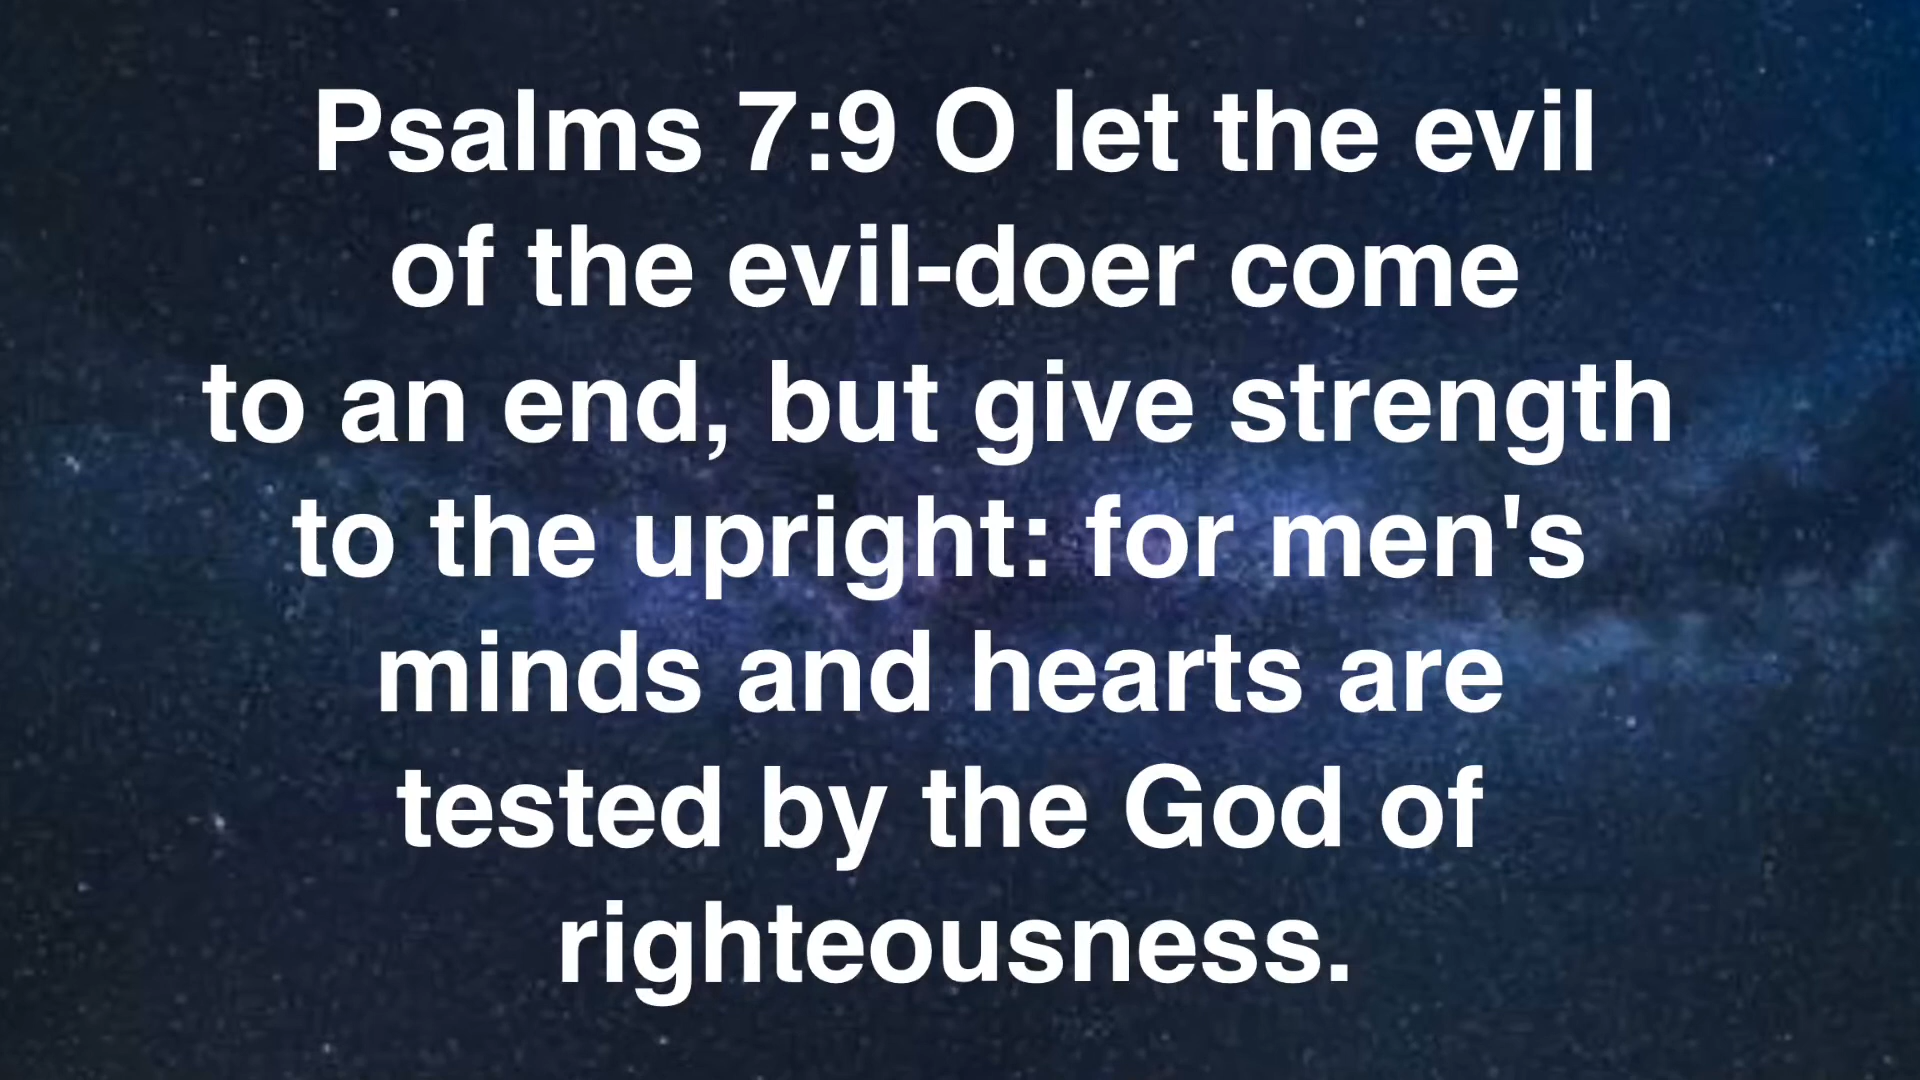 Psalms 7:9 O let the evil
of the evil-doer come
to an end, but give strength
to the upright: for men's
minds and hearts are
tested by the God of
righteousness.